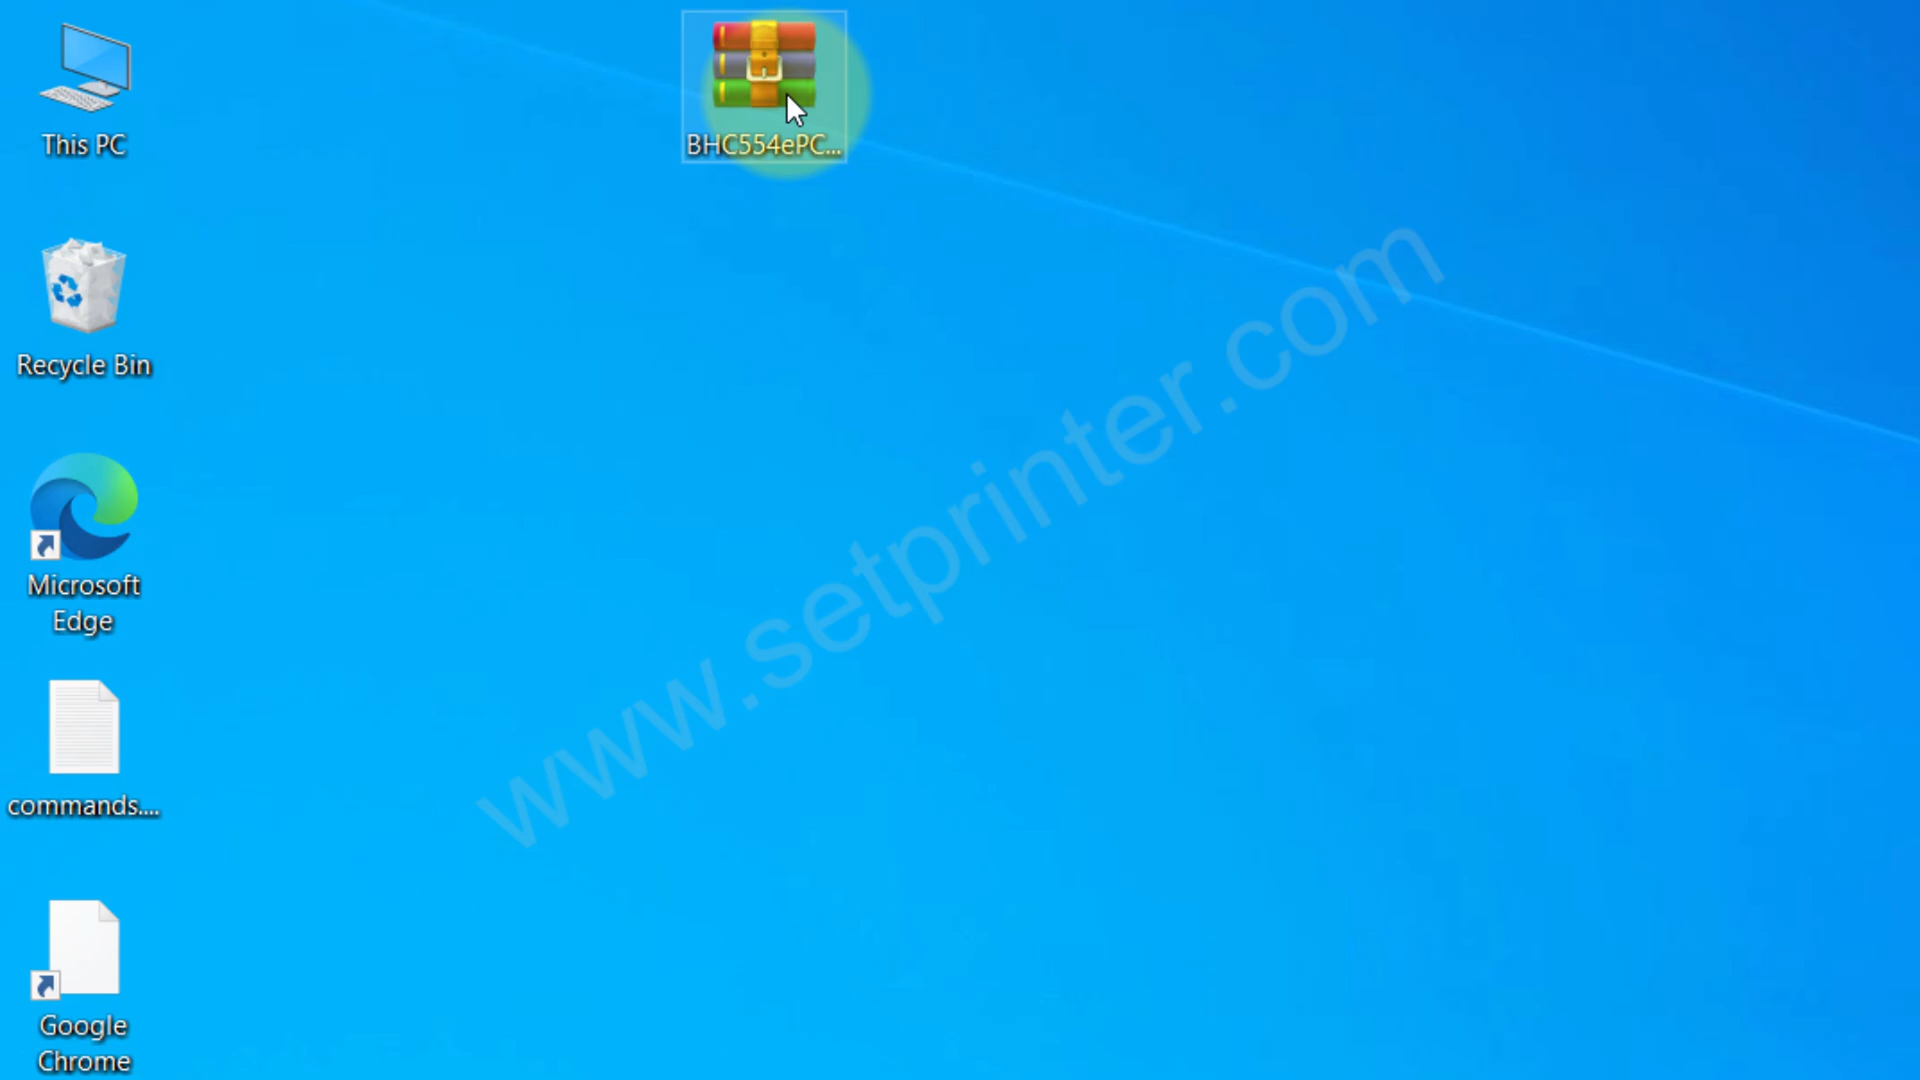 This PC
BHC554ePC...
Recycle Bin
Microsoft
Edge
commands....
Google
Chrome
www.setprinter.com